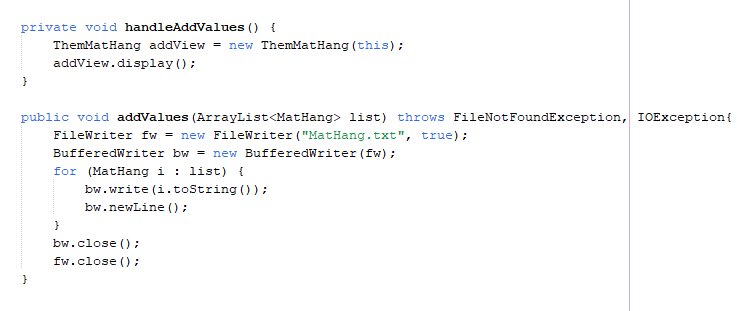 private void handleAddValues() {
    ThemMatHang addView = new ThemMatHang(this);
    addView.display();
}
public void addValues(ArrayList<MatHang> list) throws FileNotFoundException, IOException{
    FileWriter fw = new FileWriter("MatHang.txt", true);
    BufferedWriter bw = new BufferedWriter(fw);
    for (MatHang i : list) {
        bw.write(i.toString());
        bw.newLine();
    }
    bw.close();
    fw.close();
}